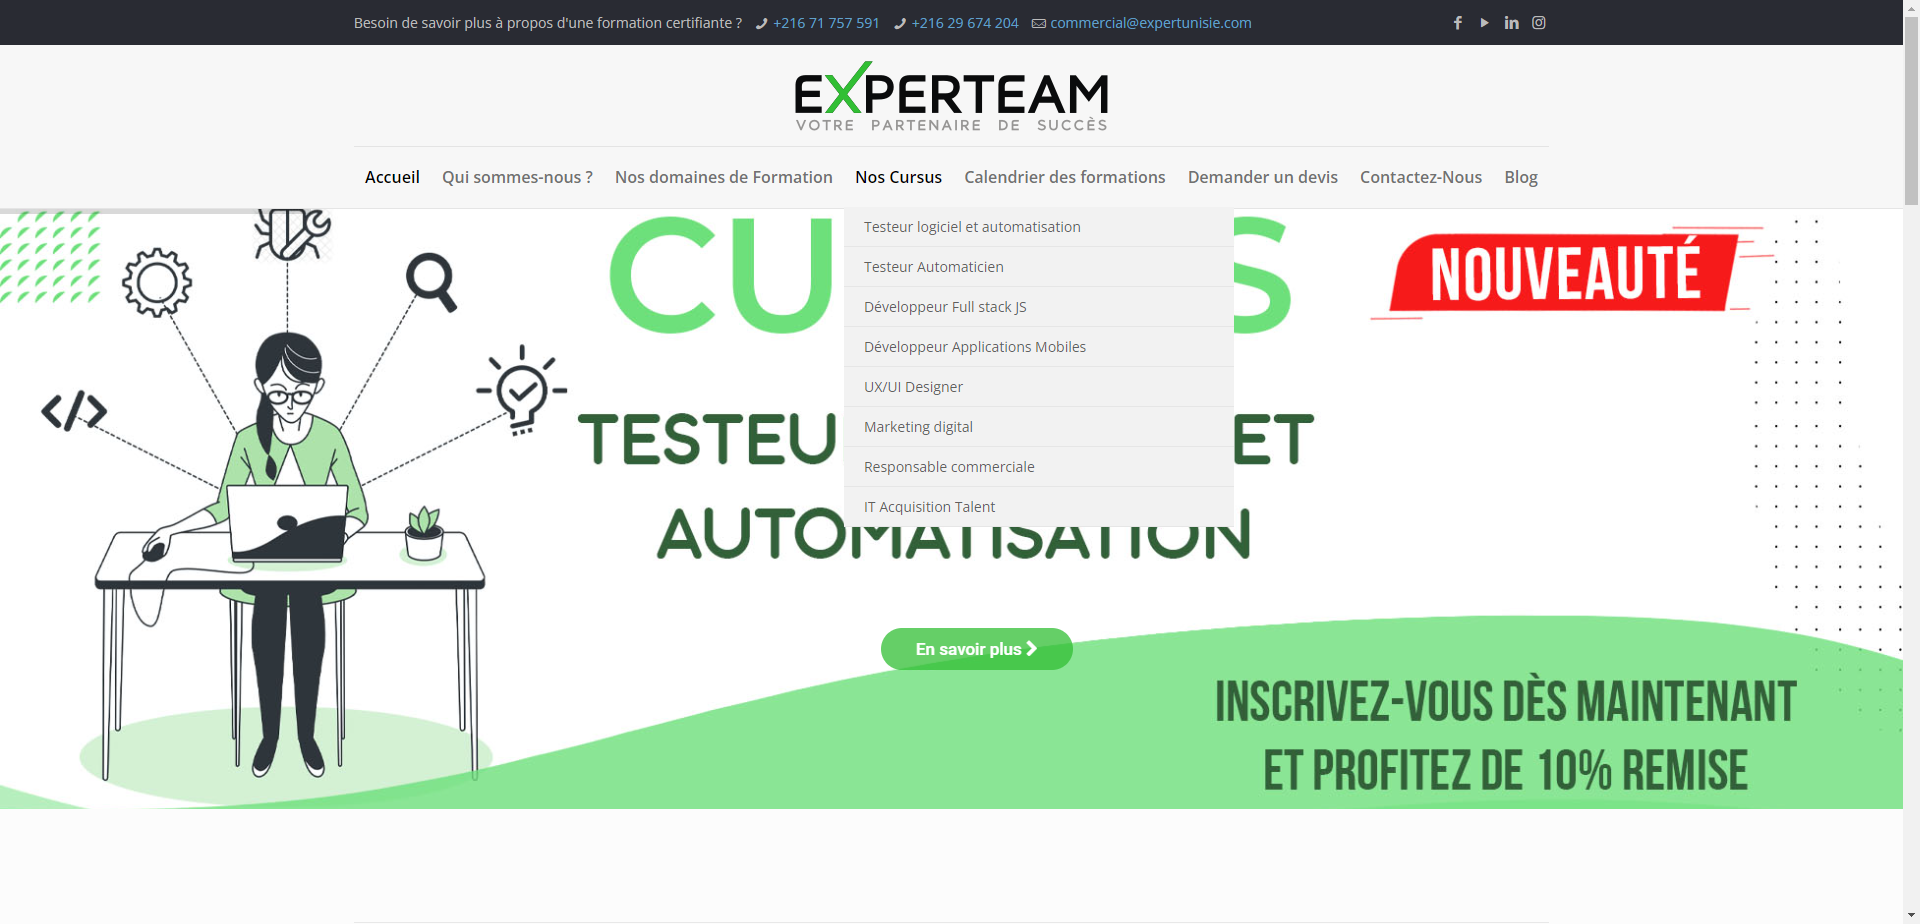 Besoin de savoir plus à propos d'une formation certifiante ? +216 71 757 591 +216 29 674 204 commercial@expertunisie.com
EXPERTEAM
VOTRE PARTENAIRE DE SUCCÈS
Accueil Qui sommes-nous ? Nos domaines de Formation Nos Cursus Calendrier des formations Demander un devis Contactez-Nous Blog
Testeur logiciel et automatisation
Testeur Automaticien
Développeur Full stack JS
Développeur Applications Mobiles
UX/UI Designer
Marketing digital
Responsable commerciale
IT Acquisition Talent
CU S
NOUVEAUTÉ
TESTEU ET
AUTOMATISATION
En savoir plus
INSCRIVEZ-VOUS DÈS MAINTENANT
ET PROFITEZ DE 10% REMISE